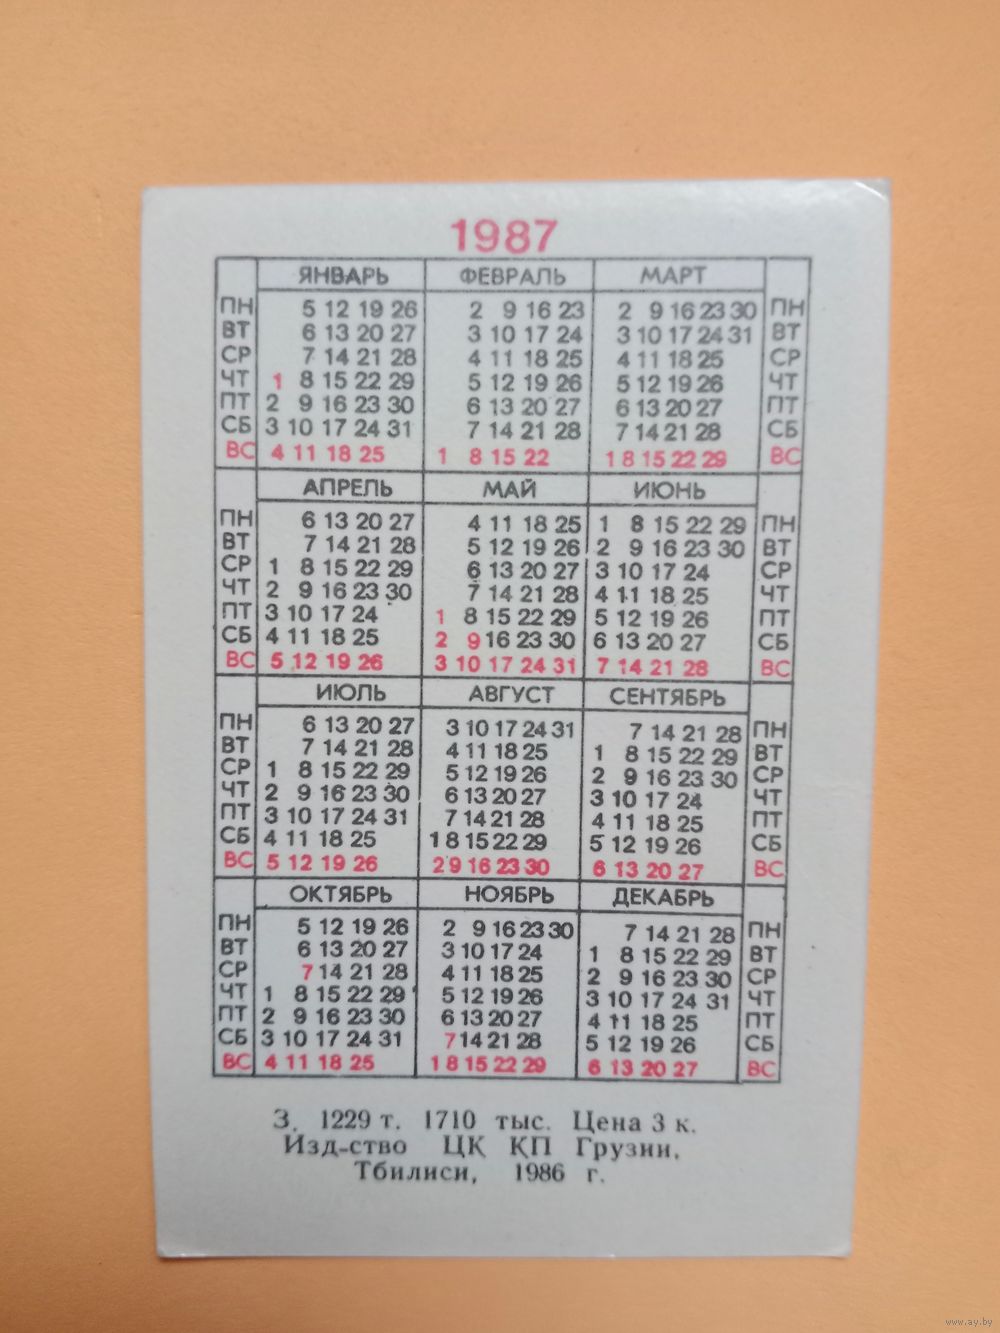 1987
ЯНВАРЬ ФЕВРАЛЬ МАРТ
ПН 5 12 19 26 2 9 16 23 2 9 16 23 30 ПН
ВТ 6 13 20 27 3 10 17 24 3 10 17 24 31 ВТ
СР 7 14 21 28 4 11 18 25 4 11 18 25 СР
ЧТ 1 8 15 22 29 5 12 19 26 5 12 19 26 ЧТ
ПТ 2 9 16 23 30 6 13 20 27 6 13 20 27 ПТ
СБ 3 10 17 24 31 7 14 21 28 7 14 21 28 СБ
ВС 4 11 18 25 1 8 15 22 1 8 15 22 29 ВС
АПРЕЛЬ МАЙ ИЮНЬ
ПН 6 13 20 27 4 11 18 25 1 8 15 22 29 ПН
ВТ 7 14 21 28 5 12 19 26 2 9 16 23 30 ВТ
СР 1 8 15 22 29 6 13 20 27 3 10 17 24 СР
ЧТ 2 9 16 23 30 7 14 21 28 4 11 18 25 ЧТ
ПТ 3 10 17 24 1 8 15 22 29 5 12 19 26 ПТ
СБ 4 11 18 25 2 9 16 23 30 6 13 20 27 СБ
ВС 5 12 19 26 3 10 17 24 31 7 14 21 28 ВС
ИЮЛЬ АВГУСТ СЕНТЯБРЬ
ПН 6 13 20 27 3 10 17 24 31 7 14 21 28 ПН
ВТ 7 14 21 28 4 11 18 25 1 8 15 22 29 ВТ
СР 1 8 15 22 29 5 12 19 26 2 9 16 23 30 СР
ЧТ 2 9 16 23 30 6 13 20 27 3 10 17 24 ЧТ
ПТ 3 10 17 24 31 7 14 21 28 4 11 18 25 ПТ
СБ 4 11 18 25 1 8 15 22 29 5 12 19 26 СБ
ВС 5 12 19 26 2 9 16 23 30 6 13 20 27 ВС
ОКТЯБРЬ НОЯБРЬ ДЕКАБРЬ
ПН 5 12 19 26 2 9 16 23 30 7 14 21 28 ПН
ВТ 6 13 20 27 3 10 17 24 1 8 15 22 29 ВТ
СР 7 14 21 28 4 11 18 25 2 9 16 23 30 СР
ЧТ 1 8 15 22 29 5 12 19 26 3 10 17 24 31 ЧТ
ПТ 2 9 16 23 30 6 13 20 27 4 11 18 25 ПТ
СБ 3 10 17 24 31 7 14 21 28 5 12 19 26 СБ
ВС 4 11 18 25 1 8 15 22 29 6 13 20 27 ВС
З. 1229 т. 1710 тыс. Цена 3 к.
Изд-ство ЦК КП Грузии.
Тбилиси, 1986 г.
www.ay.by